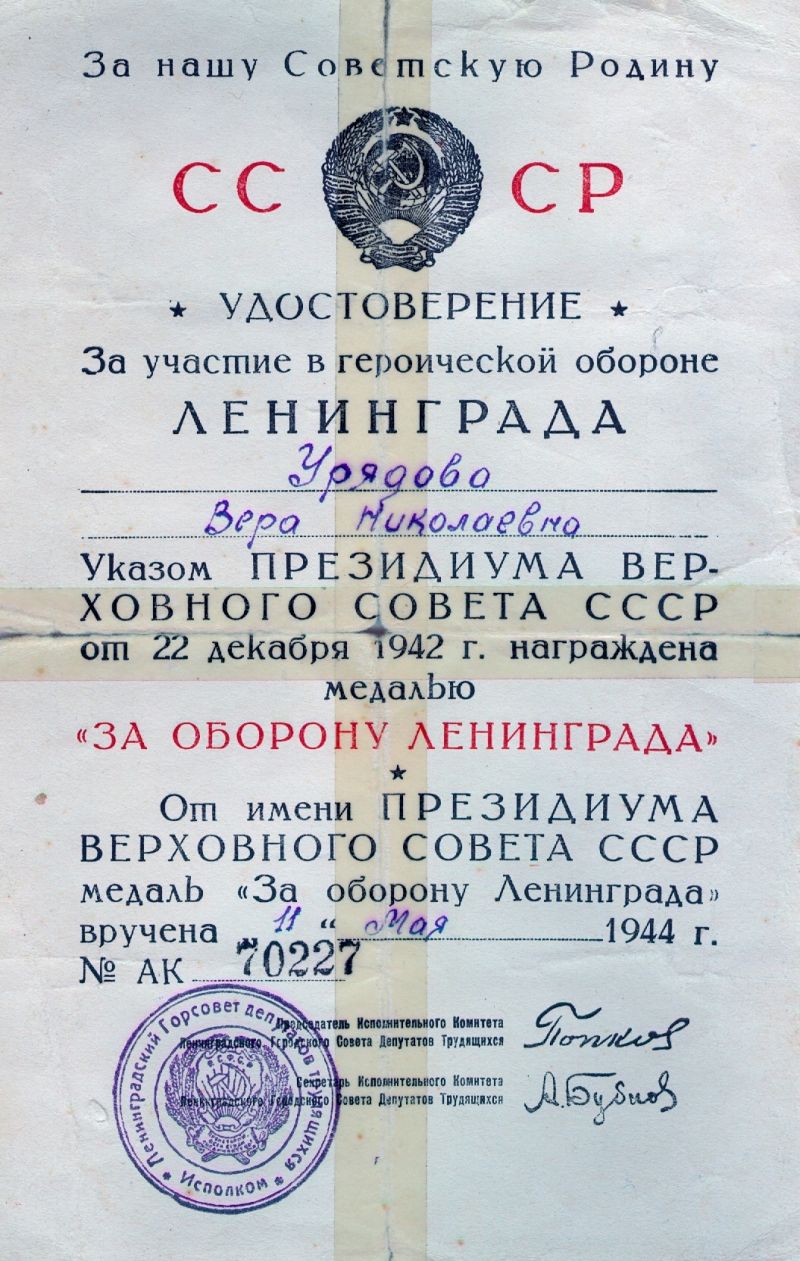 За нашу Советскую Родину
СССР
УДОСТОВЕРЕНИЕ
За участие в героической обороне
ЛЕНИНГРАДА
Урядова
Вера Николаевна
Указом ПРЕЗИДИУМА ВЕР-
ХОВНОГО СОВЕТА СССР
от 22 декабря 1942 г. награждена
медалью
«ЗА ОБОРОНУ ЛЕНИНГРАДА»
От имени ПРЕЗИДИУМА
ВЕРХОВНОГО СОВЕТА СССР
медаль «За оборону Ленинграда»
вручена „11“ Мая 1944 г.
№ АК 70227
Председатель Исполнительного Комитета
Ленинградского Городского Совета Депутатов Трудящихся
Попков
Секретарь Исполнительного Комитета
Ленинградского Городского Совета Депутатов Трудящихся
А. Бубнов
Ленинградский Горсовет депутатов трудящихся
Исполком